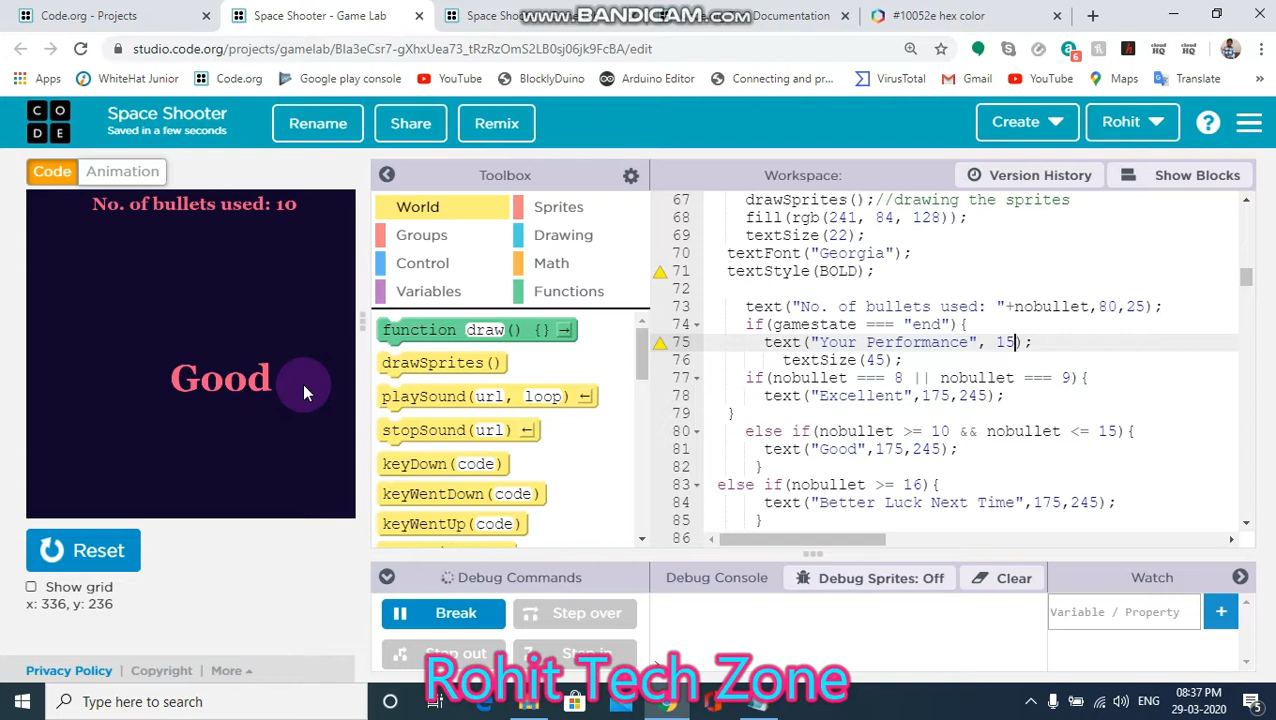 Code.org - Projects
Space Shooter - Game Lab
Space Shoo
www.BANDICAM.com
Documentation
#10052e hex color
studio.code.org/projects/gamelab/Bla3eCsr7-gXhxUea73_tRzRzOmS2LB0sj06jk9FcBA/edit
Apps
WhiteHat Junior
Code.org
Google play console
YouTube
BlocklyDuino
Arduino Editor
Connecting and pr...
VirusTotal
Gmail
YouTube
Maps
Translate
CODE
Space Shooter
Saved in a few seconds
Rename
Share
Remix
Create
Rohit
Code
Animation
Toolbox
Workspace:
Version History
Show Blocks
No. of bullets used: 10
Good
World
Sprites
Groups
Drawing
Control
Math
Variables
Functions
function draw() {}
drawSprites()
playSound(url, loop)
stopSound(url)
keyDown(code)
keyWentDown(code)
keyWentUp(code)
67 drawSprites();//drawing the sprites
68 fill(rgb(241, 84, 128));
69 textSize(22);
70 textFont("Georgia");
71 textStyle(BOLD);
72
73 text("No. of bullets used: "+nobullet,80,25);
74 if(gamestate === "end"){
75 text("Your Performance", 15);
76 textSize(45);
77 if(nobullet === 8 || nobullet === 9){
78 text("Excellent",175,245);
79 }
80 else if(nobullet >= 10 && nobullet <= 15){
81 text("Good",175,245);
82 }
83 else if(nobullet >= 16){
84 text("Better Luck Next Time",175,245);
85 }
86
Reset
Show grid
x: 336, y: 236
Debug Commands
Debug Console
Debug Sprites: Off
Clear
Watch
Break
Step over
Step out
Step in
Variable / Property
Privacy Policy
Copyright
More
Rohit Tech Zone
Type here to search
ENG
08:37 PM
29-03-2020
5